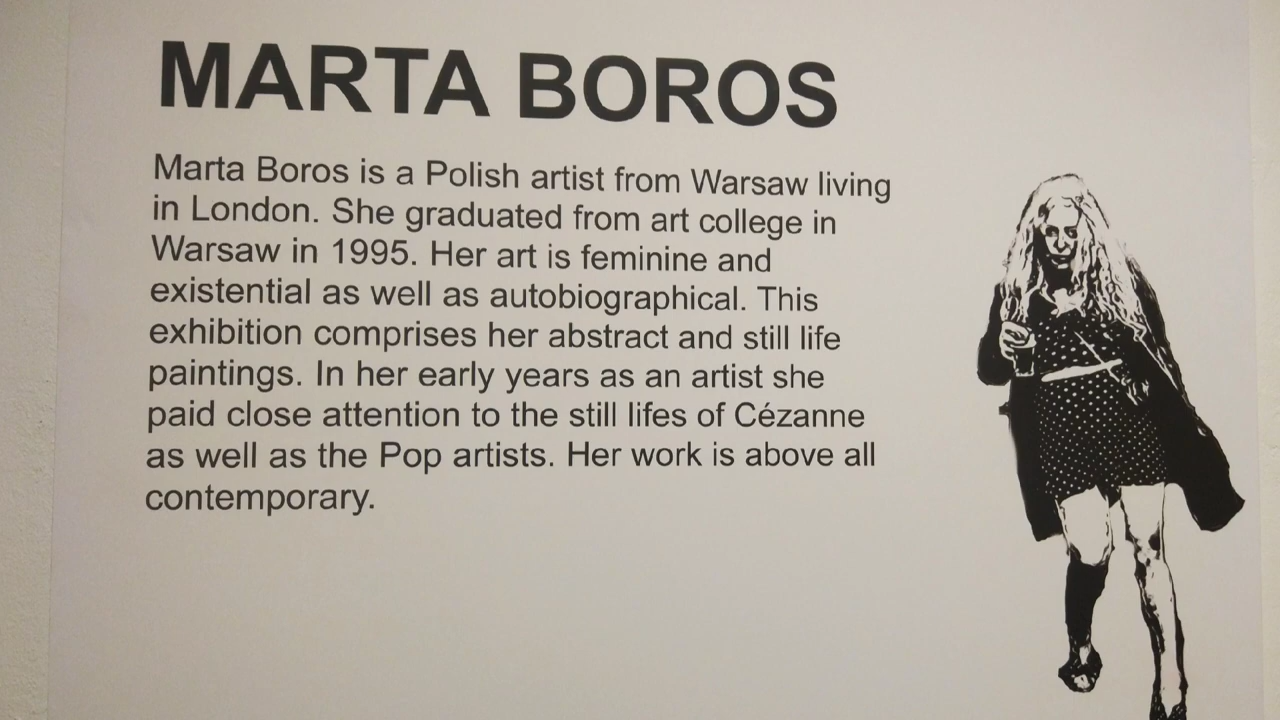 MARTA BOROS
Marta Boros is a Polish artist from Warsaw living
in London. She graduated from art college in
Warsaw in 1995. Her art is feminine and
existential as well as autobiographical. This
exhibition comprises her abstract and still life
paintings. In her early years as an artist she
paid close attention to the still lifes of Cézanne
as well as the Pop artists. Her work is above all
contemporary.